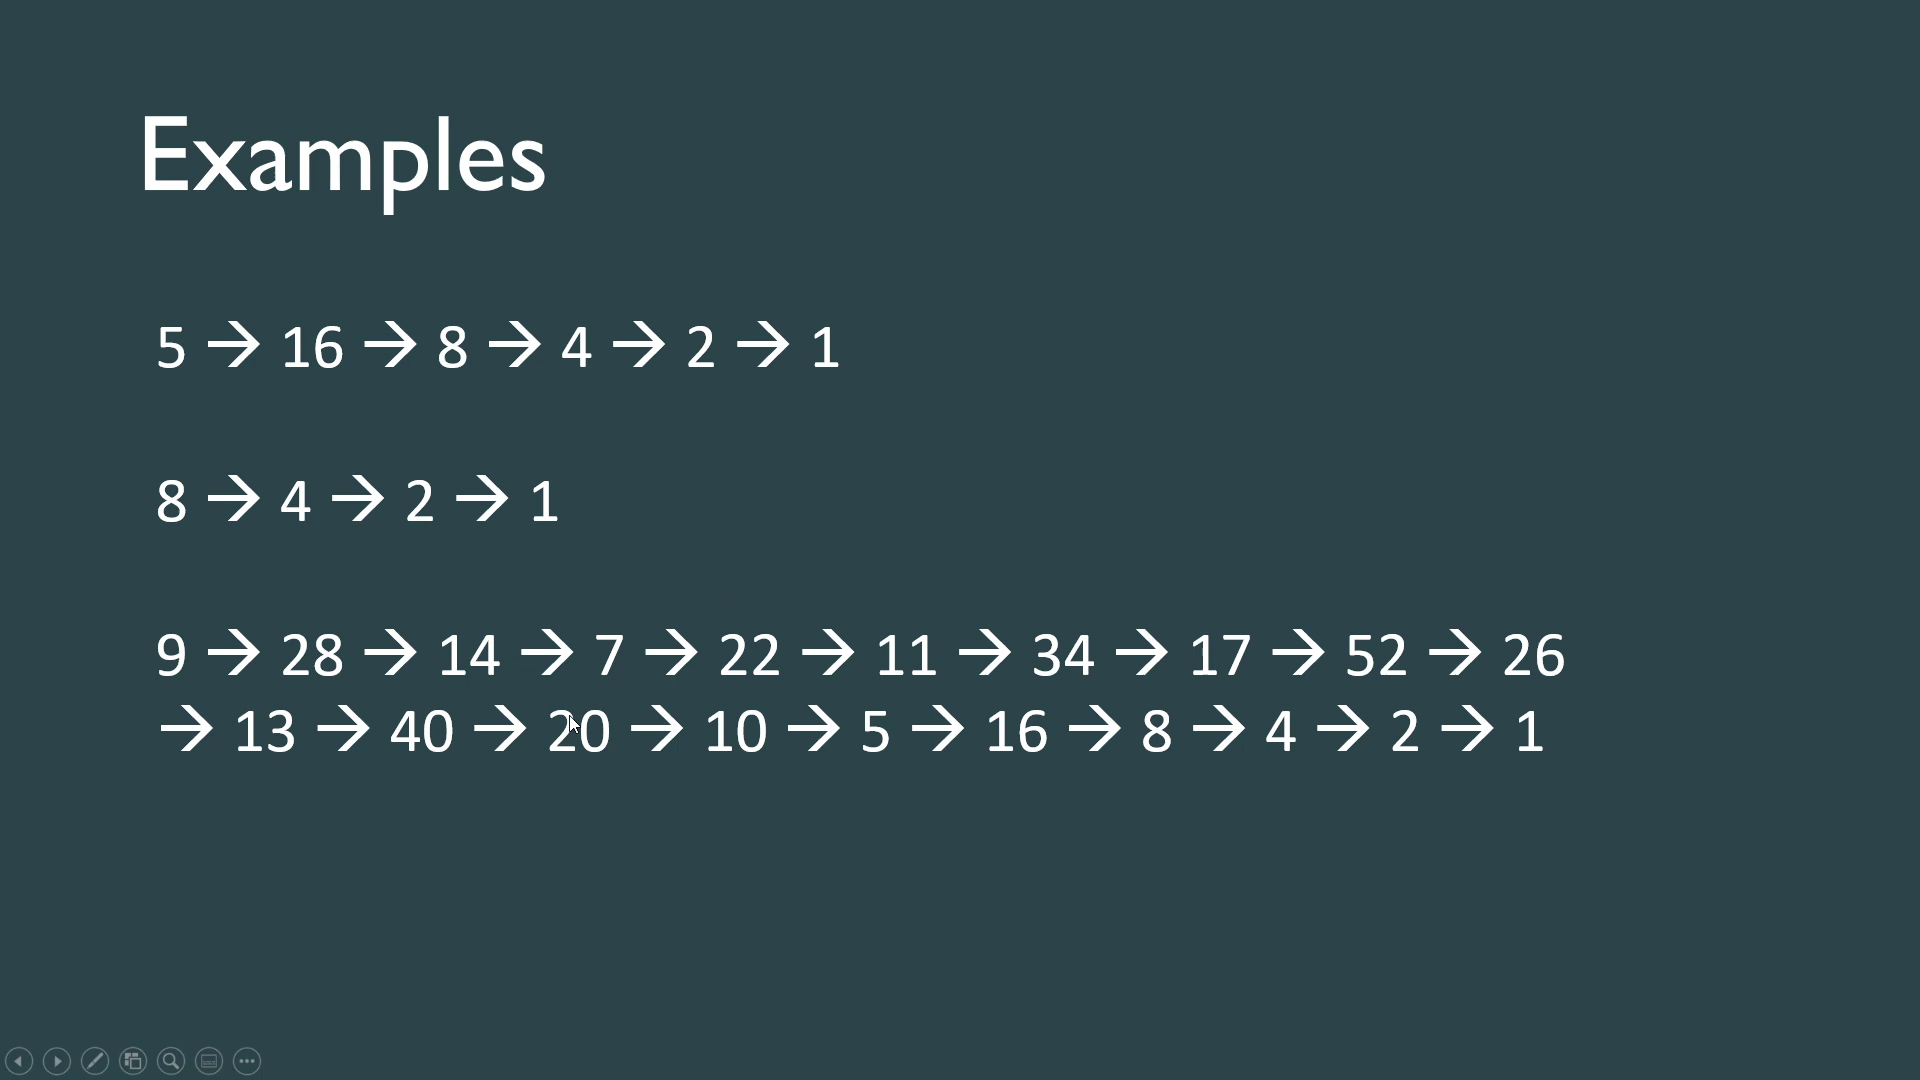 Examples
5 → 16 → 8 → 4 → 2 → 1
8 → 4 → 2 → 1
9 → 28 → 14 → 7 → 22 → 11 → 34 → 17 → 52 → 26
→ 13 → 40 → 20 → 10 → 5 → 16 → 8 → 4 → 2 → 1